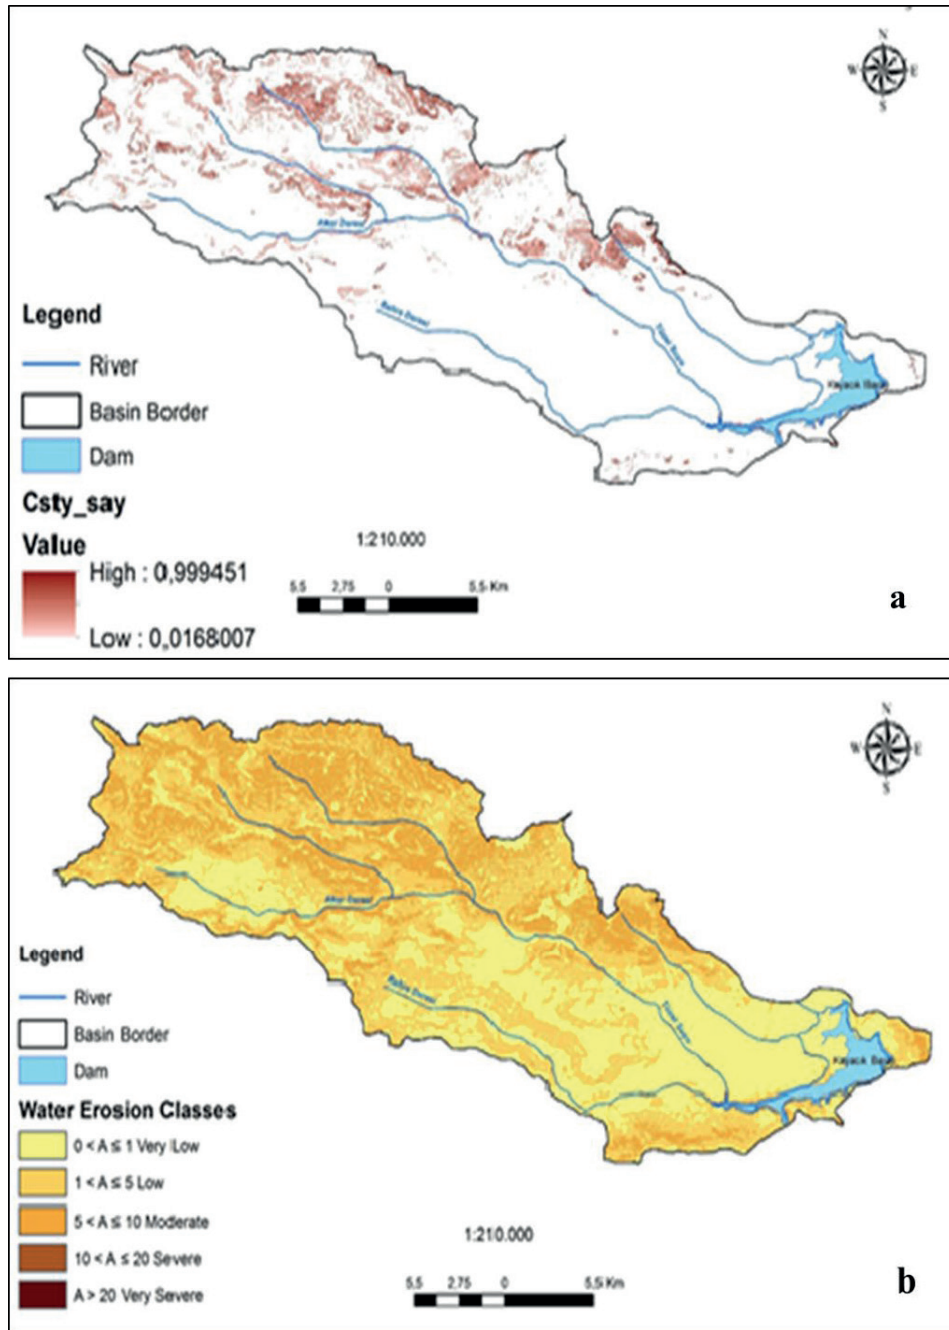 N
W E
S
Alkor Deresi
Legend
River
Basin Border
Dam
Csty_say
Value
High : 0,999451
Low : 0,0168007
1:210.000
5,5 2,75 0 5,5 Km
a
N
W E
S
Legend
River
Basin Border
Dam
Water Erosion Classes
0 < A ≤ 1 Very Low
1 < A ≤ 5 Low
5 < A ≤ 10 Moderate
10 < A ≤ 20 Severe
A > 20 Very Severe
1:210.000
5,5 2,75 0 5,5 Km
b